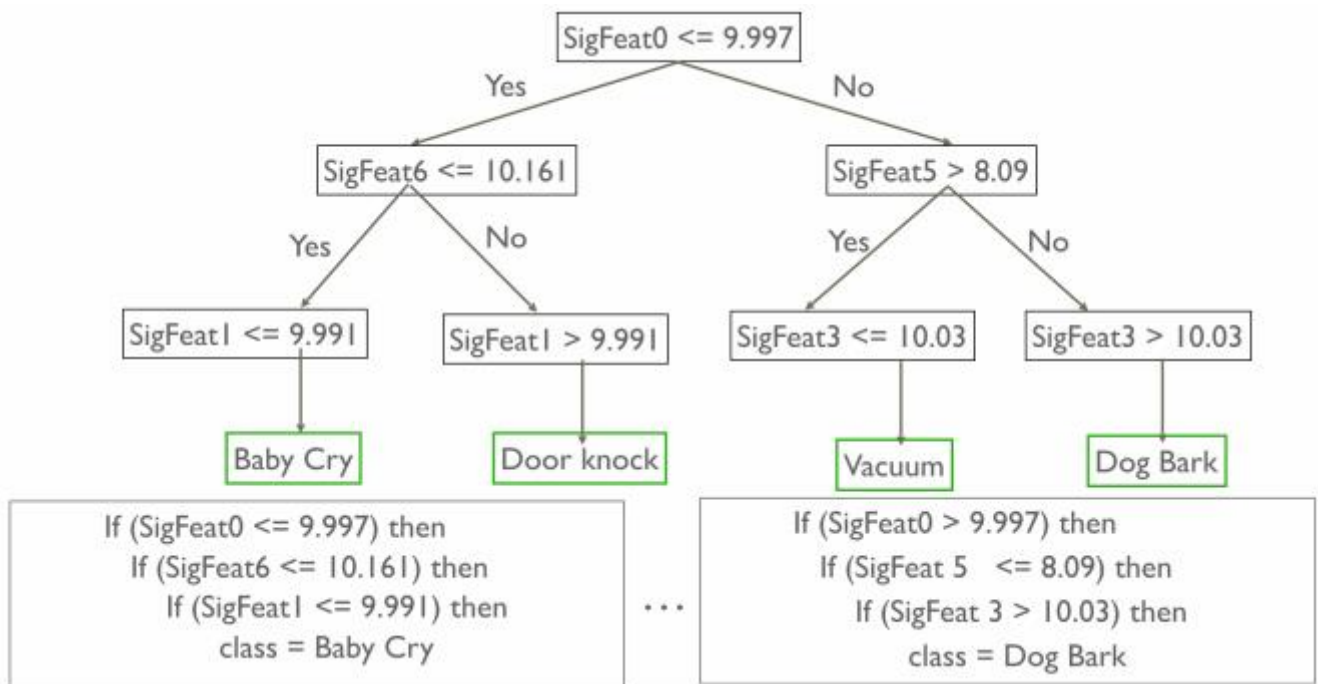 SigFeat0 <= 9.997
Yes
No
SigFeat6 <= 10.161
SigFeat5 > 8.09
Yes
No
Yes
No
SigFeat1 <= 9.991
SigFeat1 > 9.991
SigFeat3 <= 10.03
SigFeat3 > 10.03
Baby Cry
Door knock
Vacuum
Dog Bark
If (SigFeat0 <= 9.997) then
If (SigFeat6 <= 10.161) then
If (SigFeat1 <= 9.991) then
class = Baby Cry
...
If (SigFeat0 > 9.997) then
If (SigFeat 5 <= 8.09) then
If (SigFeat 3 > 10.03) then
class = Dog Bark